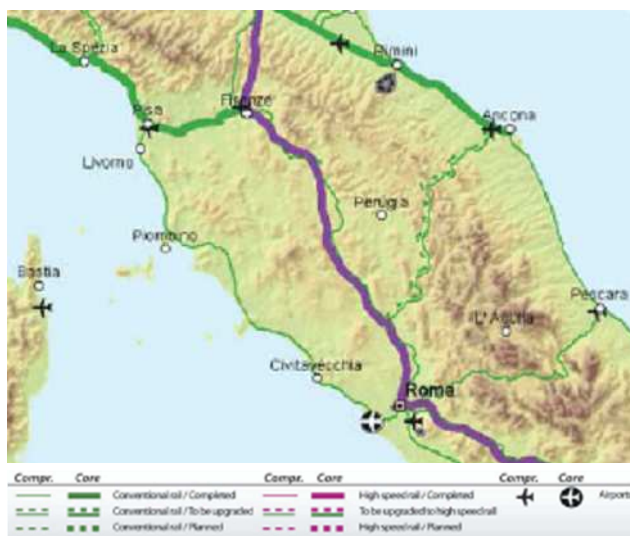 La Spezia
Rimini
Pisa
Firenze
Ancona
Livorno
Perugia
Piombino
Bastia
Pescara
L'Aquila
Civitavecchia
Roma
Compr. Core Compr. Core Compr. Core
Conventional rail / Completed High speed rail / Completed Airports
Conventional rail / To be upgraded To be upgraded to high speed rail
Conventional rail / Planned High speed rail / Planned